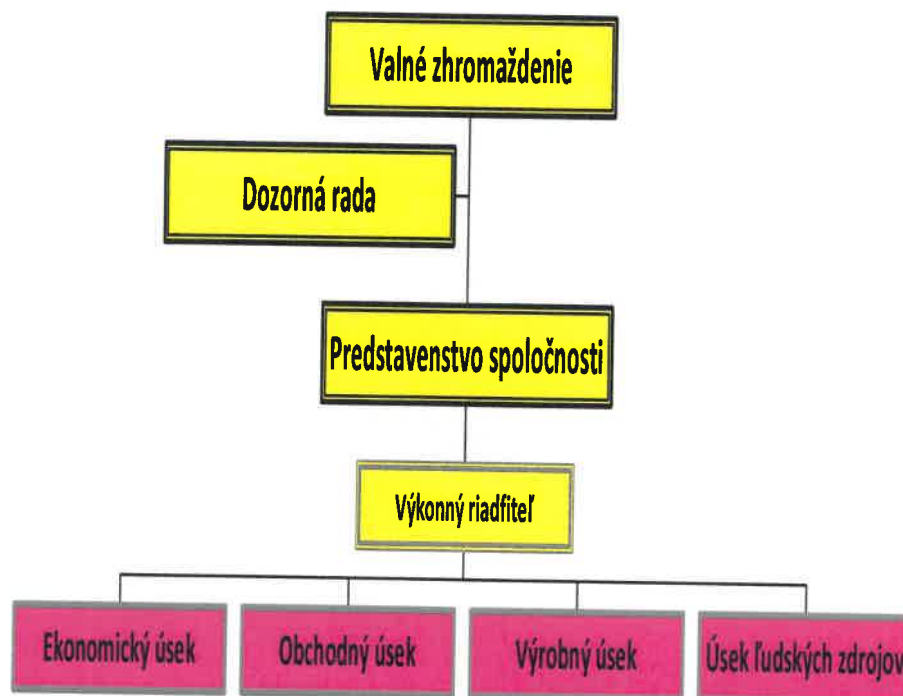 Valné zhromaždenie
Dozorná rada
Predstavenstvo spoločnosti
Výkonný riadfiteľ
Ekonomický úsek
Obchodný úsek
Výrobný úsek
Úsek ľudských zdrojov